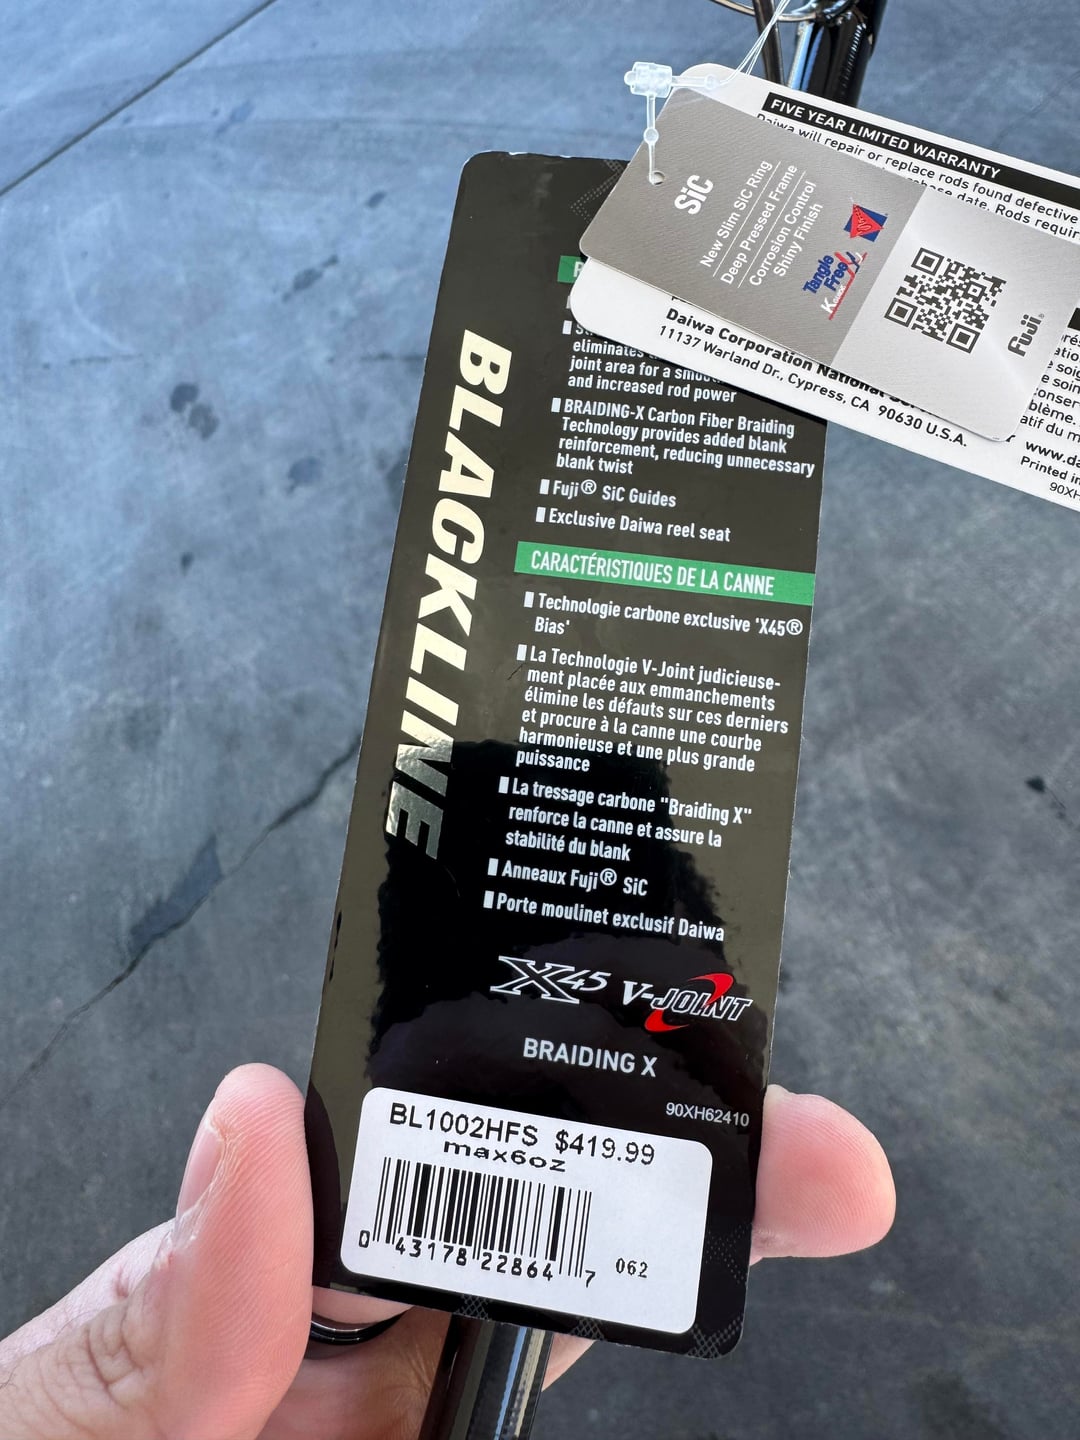 FIVE YEAR LIMITED WARRANTY
Daiwa will repair or replace rods found defective
date. Rods requir
SiC
New Slim SiC Ring
Deep Pressed Frame
Corrosion Control
Shiny Finish
Tangle
Free
Fuji
Daiwa Corporation National
11137 Warland Dr., Cypress, CA 90630 U.S.A.
Printed in
90XH
BLACKLINE
eliminates
joint area for a
and increased rod power
BRAIDING-X Carbon Fiber Braiding
Technology provides added blank
reinforcement, reducing unnecessary
blank twist
Fuji® SiC Guides
Exclusive Daiwa reel seat
CARACTÉRISTIQUES DE LA CANNE
Technologie carbone exclusive 'X45®
Bias'
La Technologie V-Joint judicieuse-
ment placée aux emmanchements
élimine les défauts sur ces derniers
et procure à la canne une courbe
harmonieuse et une plus grande
puissance
La tressage carbone "Braiding X"
renforce la canne et assure la
stabilité du blank
Anneaux Fuji® SiC
Porte moulinet exclusif Daiwa
X45 V-JOINT
BRAIDING X
90XH62410
BL1002HFS $419.99
max6oz
0 43178 22864 7
062